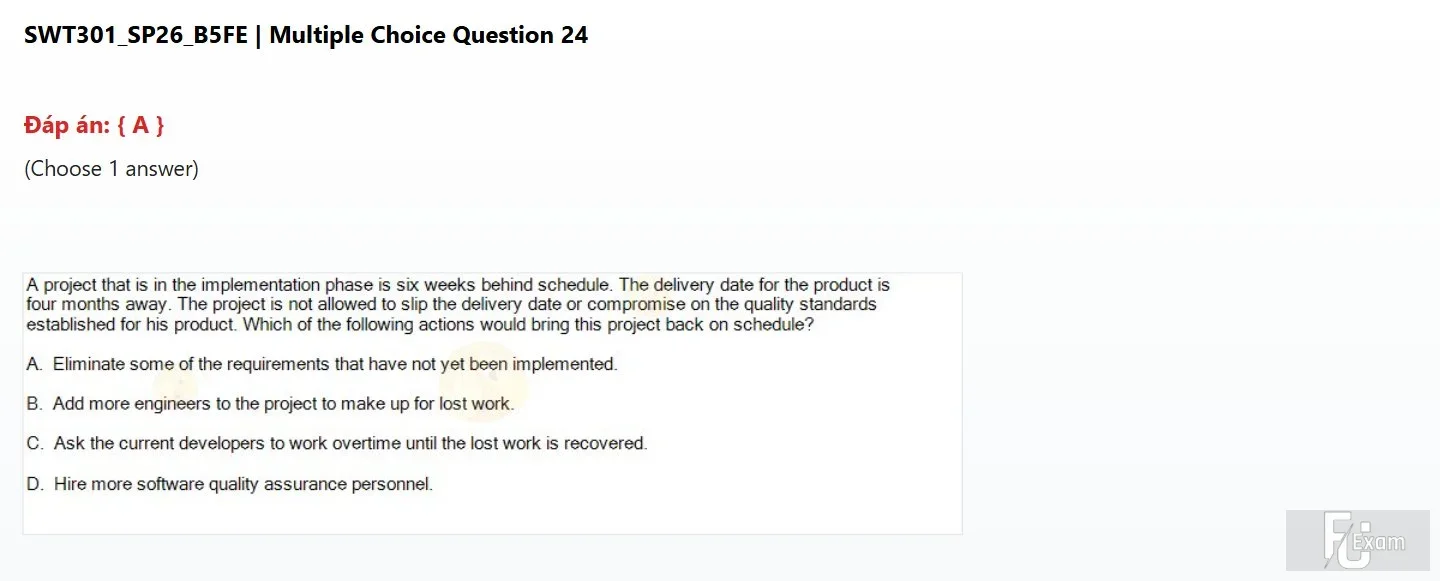 SWT301_SP26_B5FE | Multiple Choice Question 24
Đáp án: { A }
(Choose 1 answer)
A project that is in the implementation phase is six weeks behind schedule. The delivery date for the product is
four months away. The project is not allowed to slip the delivery date or compromise on the quality standards
established for his product. Which of the following actions would bring this project back on schedule?
A. Eliminate some of the requirements that have not yet been implemented.
B. Add more engineers to the project to make up for lost work.
C. Ask the current developers to work overtime until the lost work is recovered.
D. Hire more software quality assurance personnel.
FU Exam